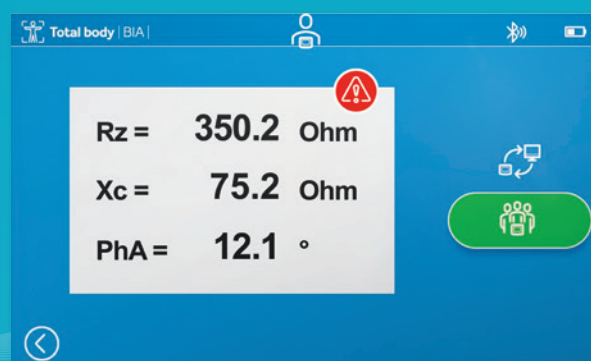 Total body | BIA |
Rz = 350.2 Ohm
Xc = 75.2 Ohm
PhA = 12.1 °